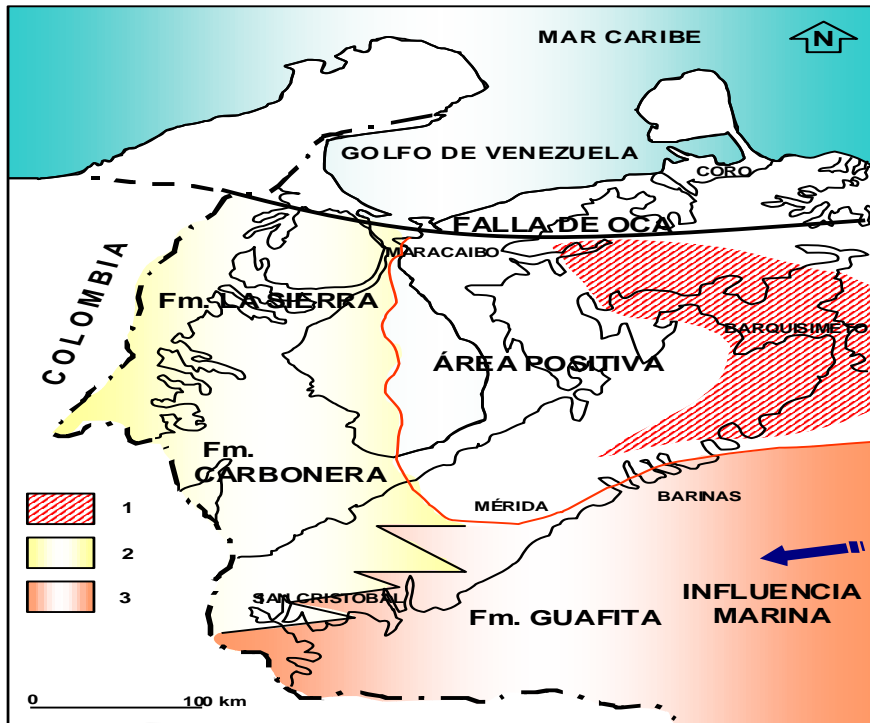 MAR CARIBE
N
GOLFO DE VENEZUELA
CORO
FALLA DE OCA
MARACAIBO
COLOMBIA
Fm. LA SIERRA
BARQUISIMETO
ÁREA POSITIVA
Fm.
CARBONERA
1
MÉRIDA
BARINAS
2
3
SAN CRISTOBAL
Fm. GUAFITA
INFLUENCIA
MARINA
0
100 km